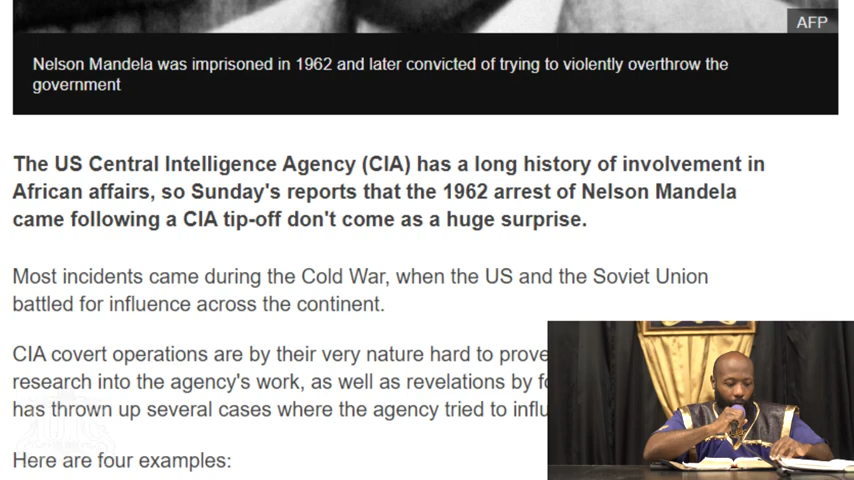 AFP
Nelson Mandela was imprisoned in 1962 and later convicted of trying to violently overthrow the
government
The US Central Intelligence Agency (CIA) has a long history of involvement in
African affairs, so Sunday's reports that the 1962 arrest of Nelson Mandela
came following a CIA tip-off don't come as a huge surprise.
Most incidents came during the Cold War, when the US and the Soviet Union
battled for influence across the continent.
CIA covert operations are by their very nature hard to prove
research into the agency's work, as well as revelations by
has thrown up several cases where the agency tried to
Here are four examples: